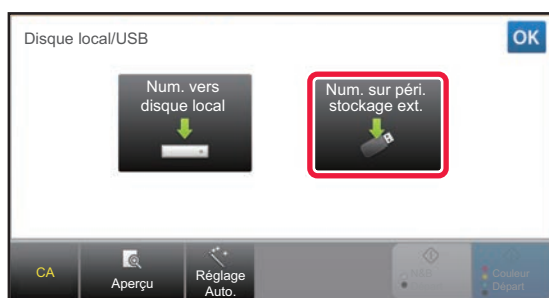 Disque local/USB
OK
Num. vers
disque local
Num. sur péri.
stockage ext.
CA
Aperçu
Réglage
Auto.
N&B
Couleur
Départ